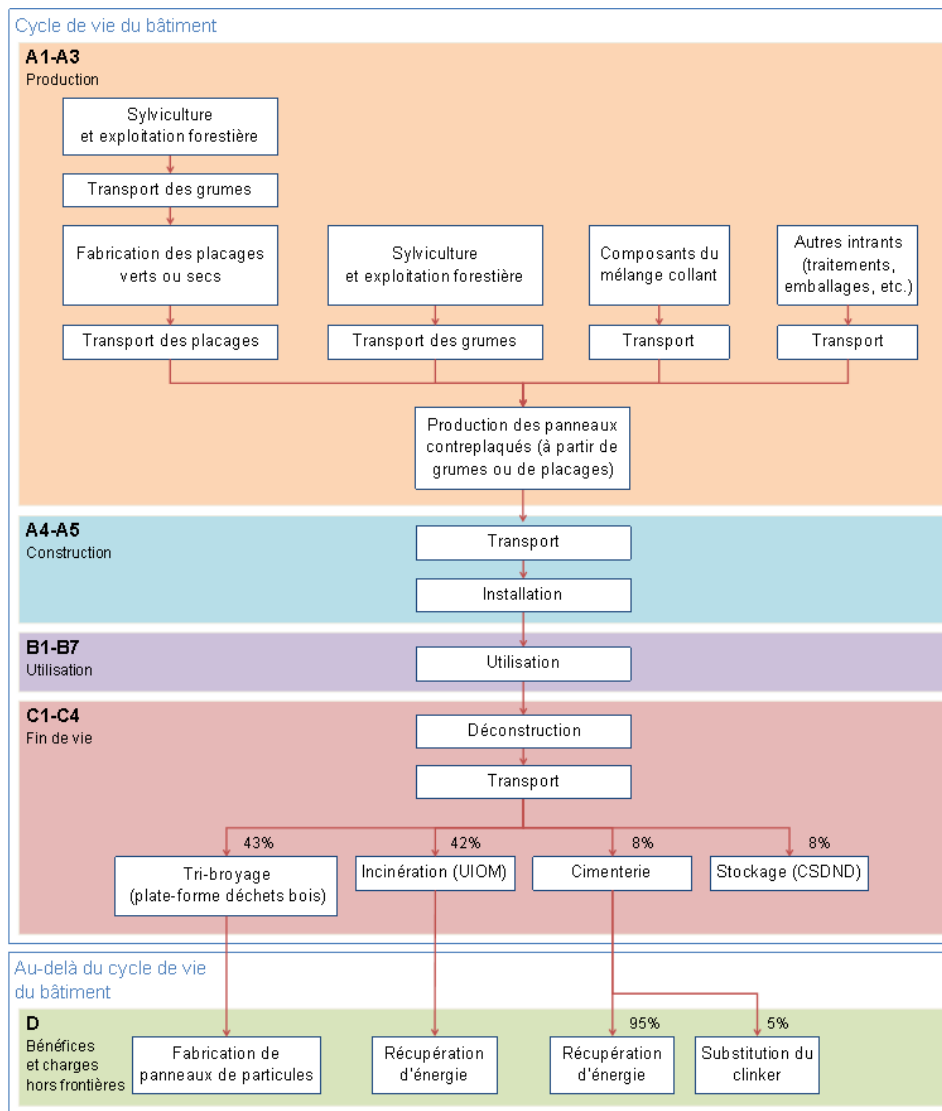 Cycle de vie du bâtiment
A1-A3
Production
Sylviculture
et exploitation forestière
Transport des grumes
Fabrication des placages
verts ou secs
Sylviculture
et exploitation forestière
Composants du
mélange collant
Autres intrants
(traitements,
emballages, etc.)
Transport des placages
Transport des grumes
Transport
Transport
Production des panneaux
contreplaqués (à partir de
grumes ou de placages)
A4-A5
Construction
Transport
Installation
B1-B7
Utilisation
Utilisation
C1-C4
Fin de vie
Déconstruction
Transport
43%
42%
8%
8%
Tri-broyage
(plate-forme déchets bois)
Incinération (UIOM)
Cimenterie
Stockage (CSDND)
Au-delà du cycle de vie
du bâtiment
D
Bénéfices
et charges
hors frontières
95%
5%
Fabrication de
panneaux de particules
Récupération
d'énergie
Récupération
d'énergie
Substitution du
clinker